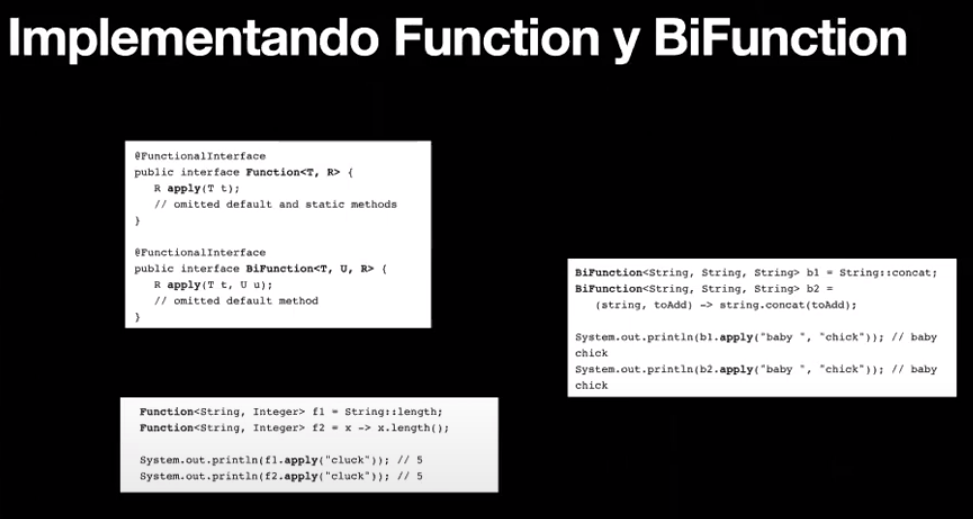 Implementando Function y BiFunction
@FunctionalInterface
public interface Function<T, R> {
R apply(T t);
// omitted default and static methods
}
@FunctionalInterface
public interface BiFunction<T, U, R> {
R apply(T t, U u);
// omitted default method
}
BiFunction<String, String, String> b1 = String::concat;
BiFunction<String, String, String> b2 =
(string, toAdd) -> string.concat(toAdd);
System.out.println(b1.apply("baby ", "chick")); // baby
chick
System.out.println(b2.apply("baby ", "chick")); // baby
chick
Function<String, Integer> f1 = String::length;
Function<String, Integer> f2 = x -> x.length();
System.out.println(f1.apply("cluck")); // 5
System.out.println(f2.apply("cluck")); // 5